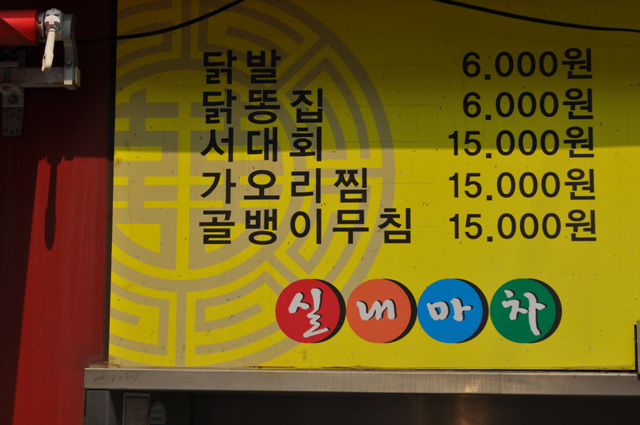 닭발 6.000원
닭똥집 6.000원
서대회 15.000원
가오리찜 15.000원
골뱅이무침 15.000원
실내마차